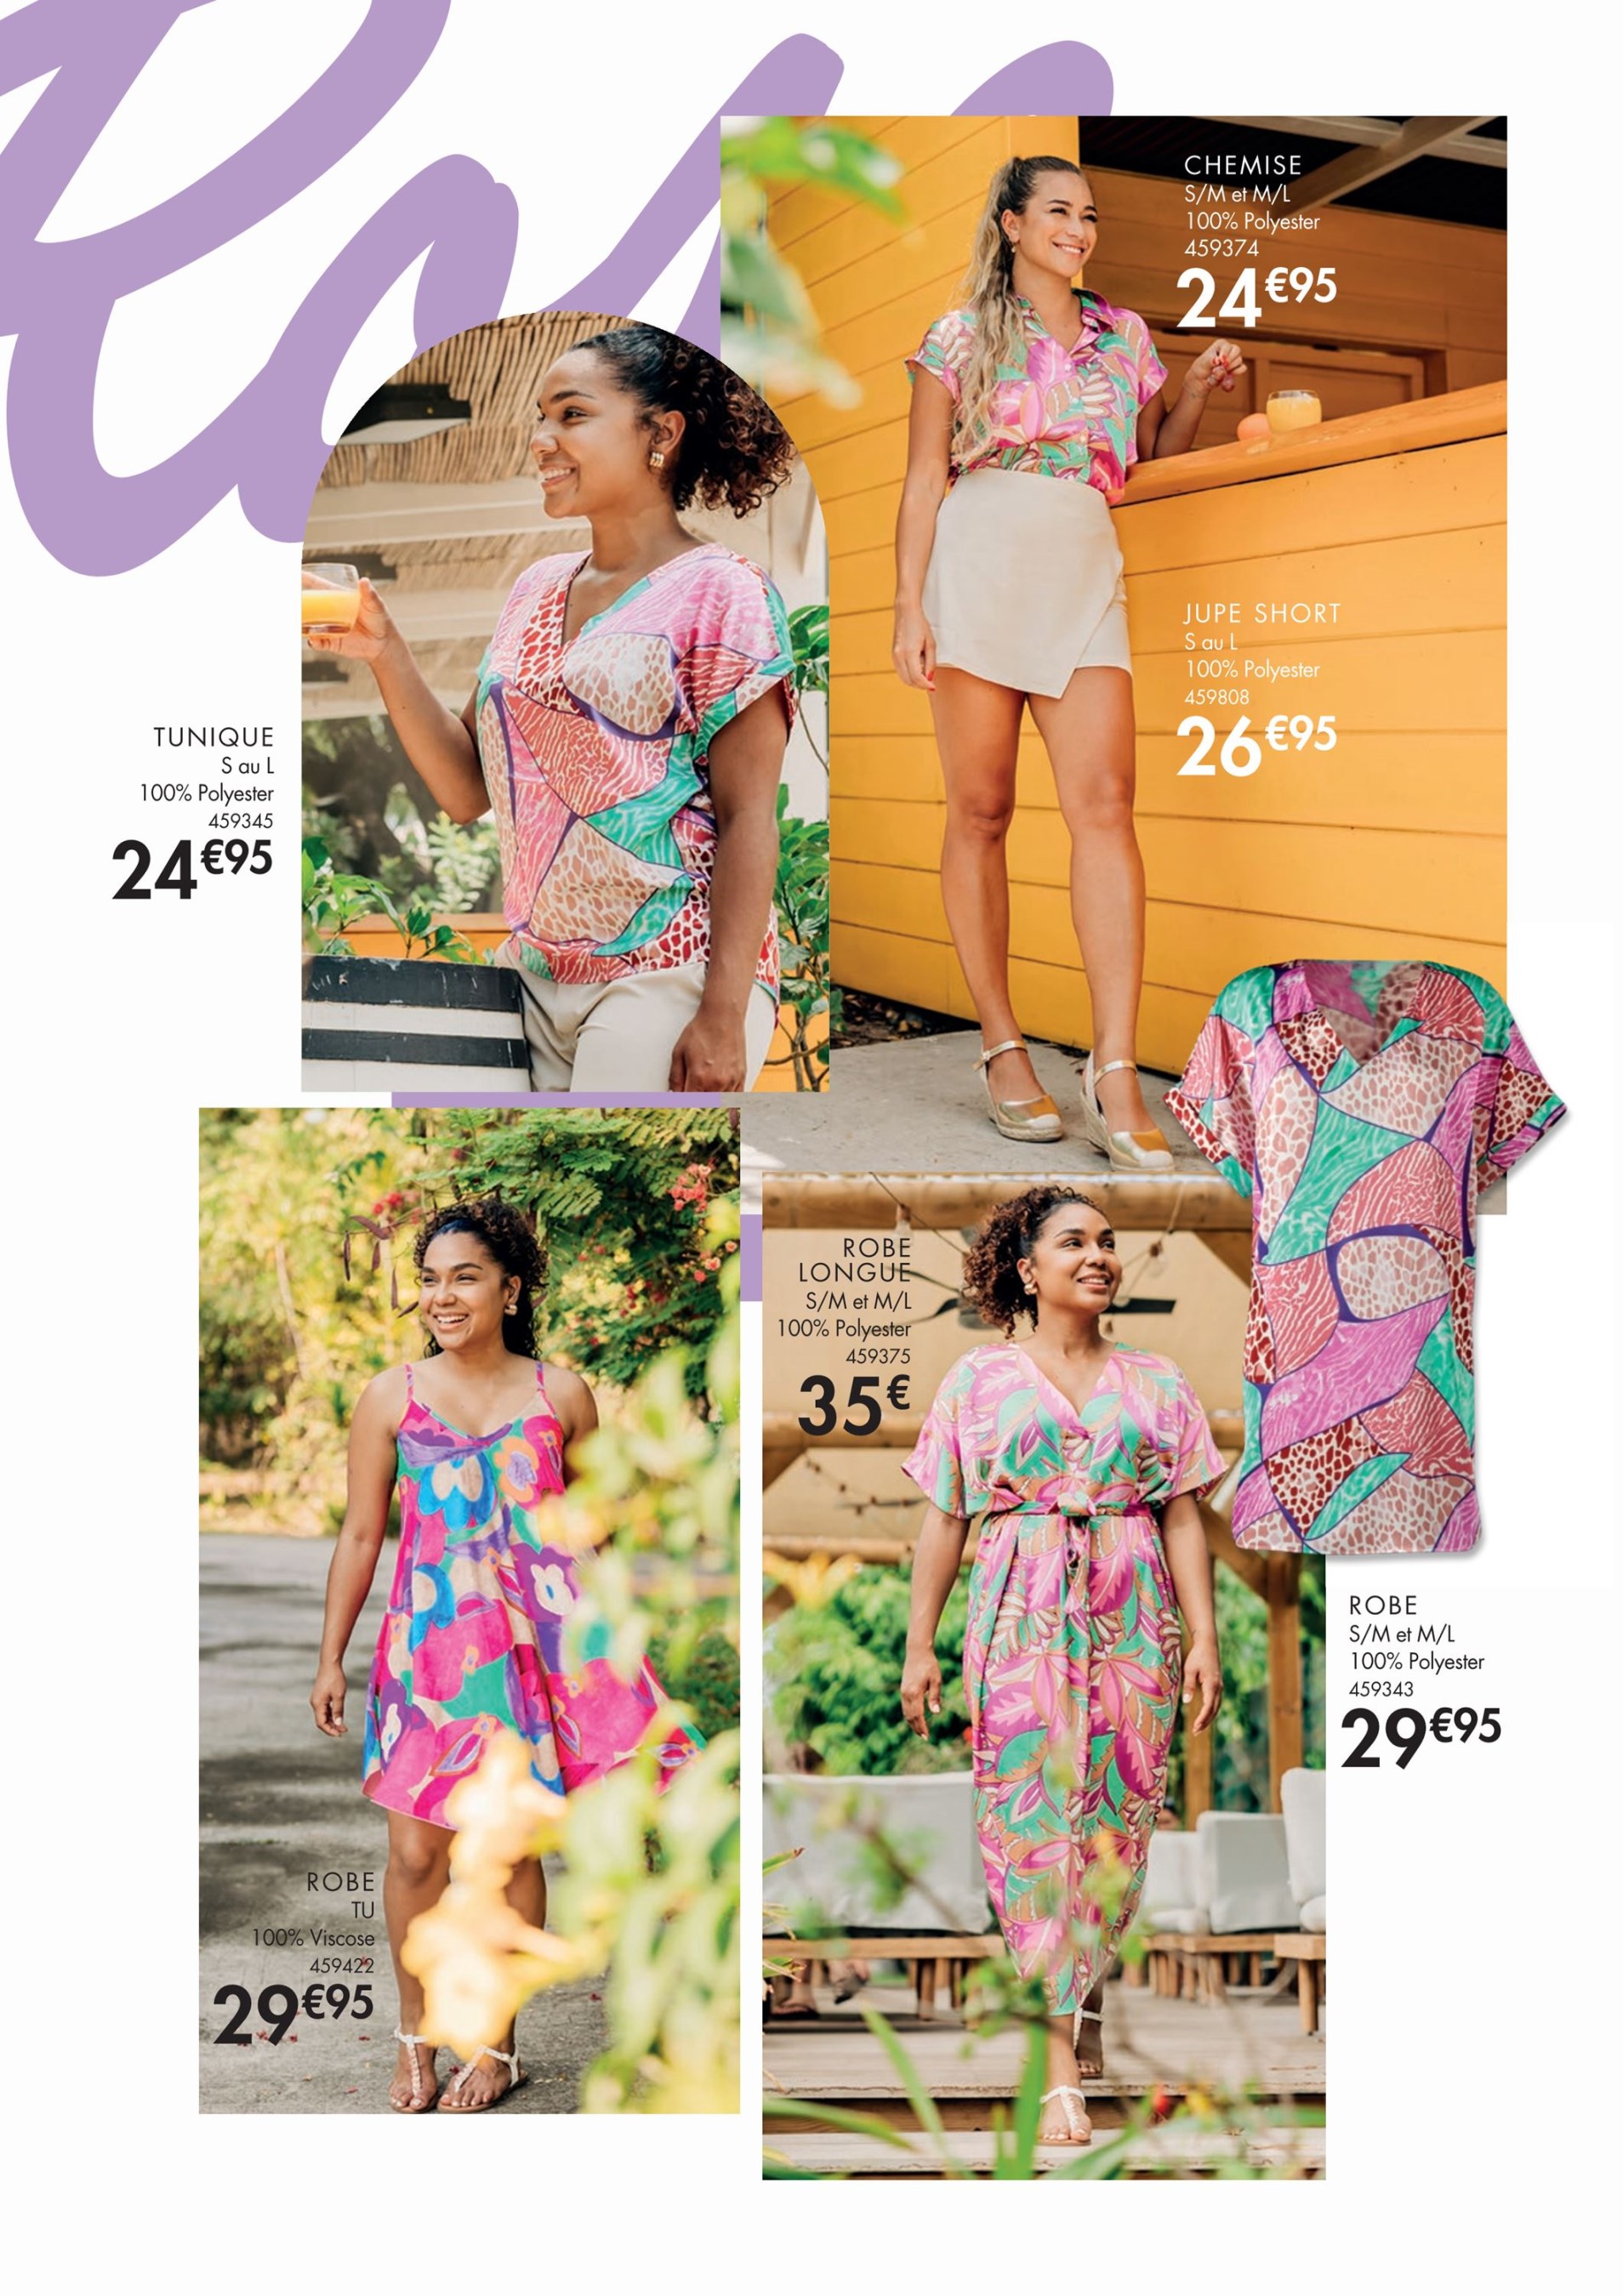 CHEMISE
S/M et M/L
100% Polyester
459374
24€95
JUPE SHORT
S au L
100% Polyester
459808
26€95
TUNIQUE
S au L
100% Polyester
459345
24€95
ROBE
LONGUE
S/M et M/L
100% Polyester
459375
35€
ROBE
S/M et M/L
100% Polyester
459343
29€95
ROBE
TU
100% Viscose
459422
29€95